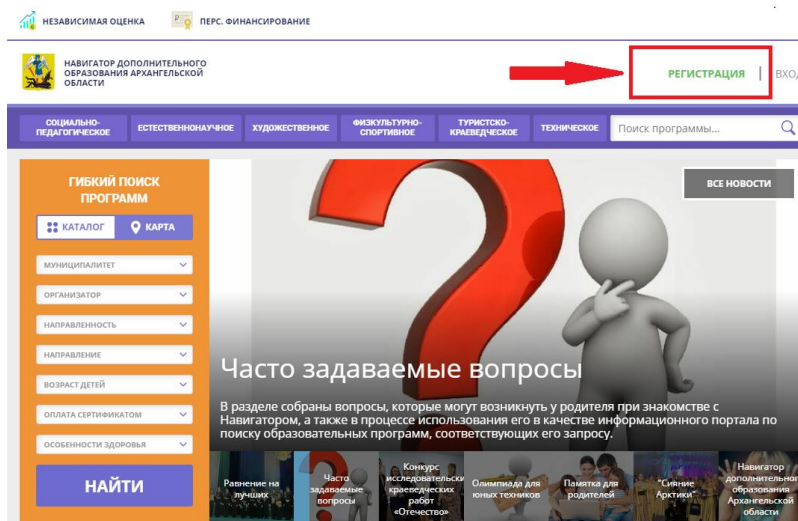 НЕЗАВИСИМАЯ ОЦЕНКА
ПЕРС. ФИНАНСИРОВАНИЕ
НАВИГАТОР ДОПОЛНИТЕЛЬНОГО
ОБРАЗОВАНИЯ АРХАНГЕЛЬСКОЙ
ОБЛАСТИ
РЕГИСТРАЦИЯ
ВХОД
СОЦИАЛЬНО-
ПЕДАГОГИЧЕСКОЕ
ЕСТЕСТВЕННОНАУЧНОЕ
ХУДОЖЕСТВЕННОЕ
ФИЗКУЛЬТУРНО-
СПОРТИВНОЕ
ТУРИСТСКО-
КРАЕВЕДЧЕСКОЕ
ТЕХНИЧЕСКОЕ
Поиск программы...
ГИБКИЙ ПОИСК
ПРОГРАММ
КАТАЛОГ
КАРТА
МУНИЦИПАЛИТЕТ
ОРГАНИЗАТОР
НАПРАВЛЕННОСТЬ
НАПРАВЛЕНИЕ
ВОЗРАСТ ДЕТЕЙ
ОПЛАТА СЕРТИФИКАТОМ
ОСОБЕННОСТИ ЗДОРОВЬЯ
НАЙТИ
ВСЕ НОВОСТИ
Часто задаваемые вопросы
В разделе собраны вопросы, которые могут возникнуть у родителя при знакомстве с
Навигатором, а также в процессе использования его в качестве информационного портала по
поиску образовательных программ, соответствующих его запросу.
Равнение на
лучших
Часто
задаваемые
вопросы
Конкурс
исследовательски
краеведческих
работ
«Отечество»
Олимпиада для
юных техников
Памятка для
родителей
"Сияние
Арктики"
Навигатор
дополнительног
образования
Архангельской
области